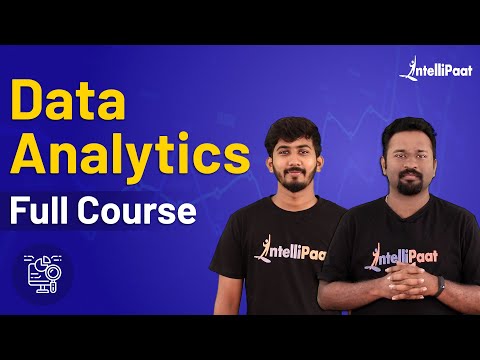 IntelliPaat
Data
Analytics
Full Course
IntelliPaat
IntelliPaat